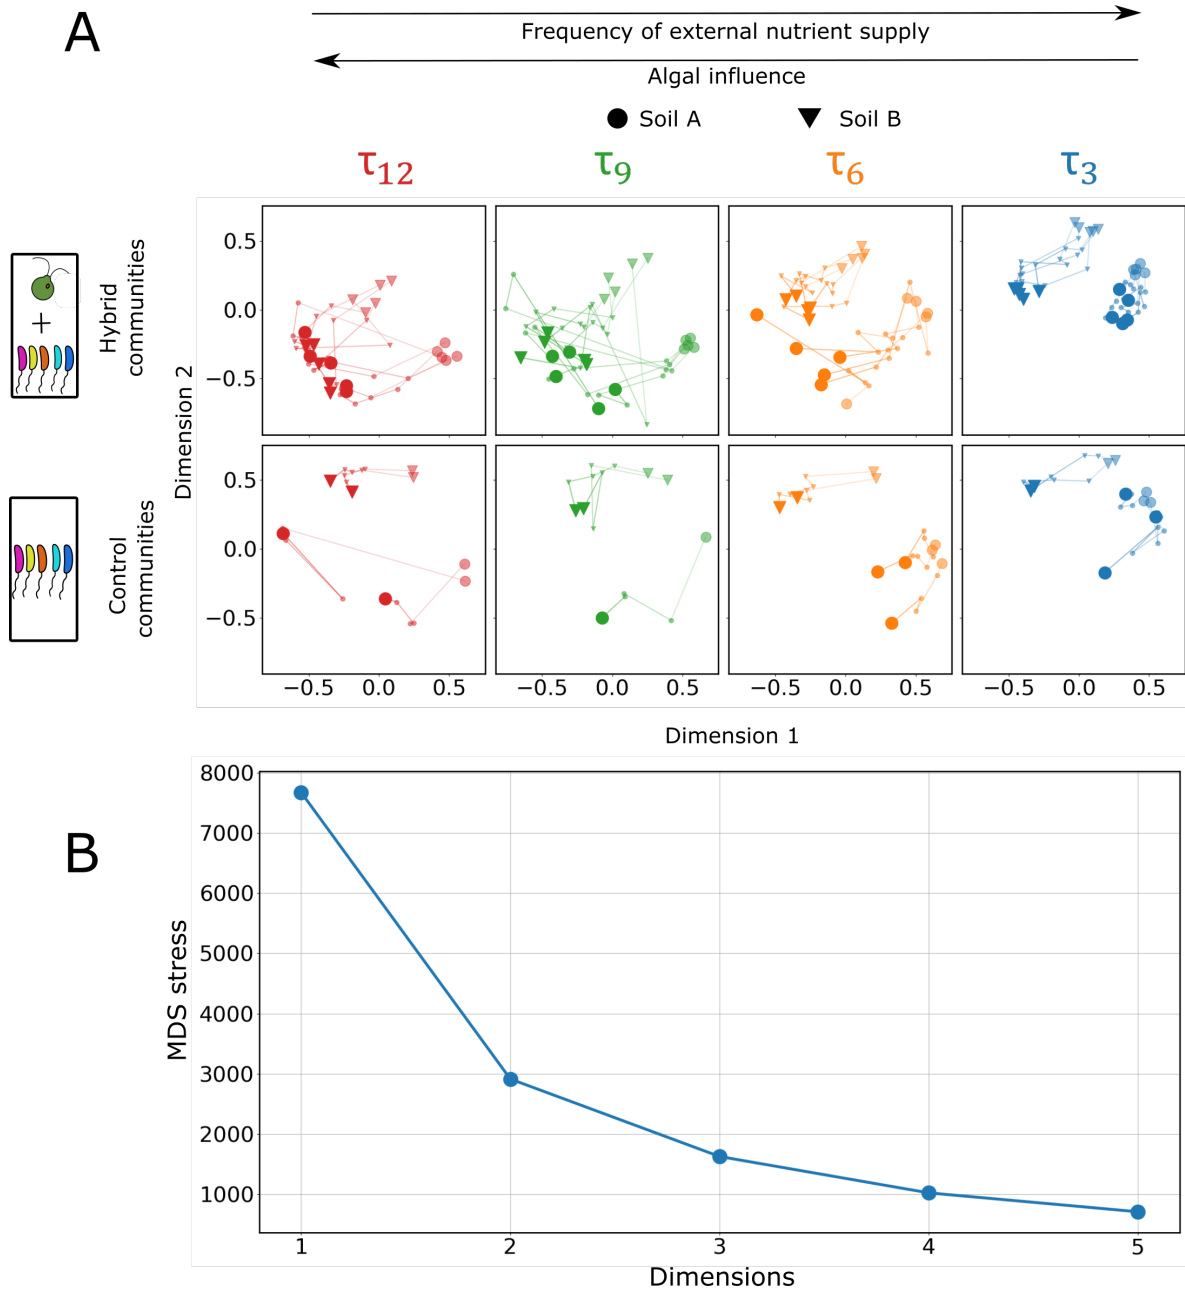 A
Frequency of external nutrient supply
Algal influence
Soil A
Soil B
τ12
τ9
τ6
τ3
Hybrid
communities
+
Control
communities
Dimension 2
0.5
0.0
−0.5
0.5
0.0
−0.5
−0.5 0.0 0.5
−0.5 0.0 0.5
−0.5 0.0 0.5
−0.5 0.0 0.5
Dimension 1
B
MDS stress
8000
7000
6000
5000
4000
3000
2000
1000
1 2 3 4 5
Dimensions